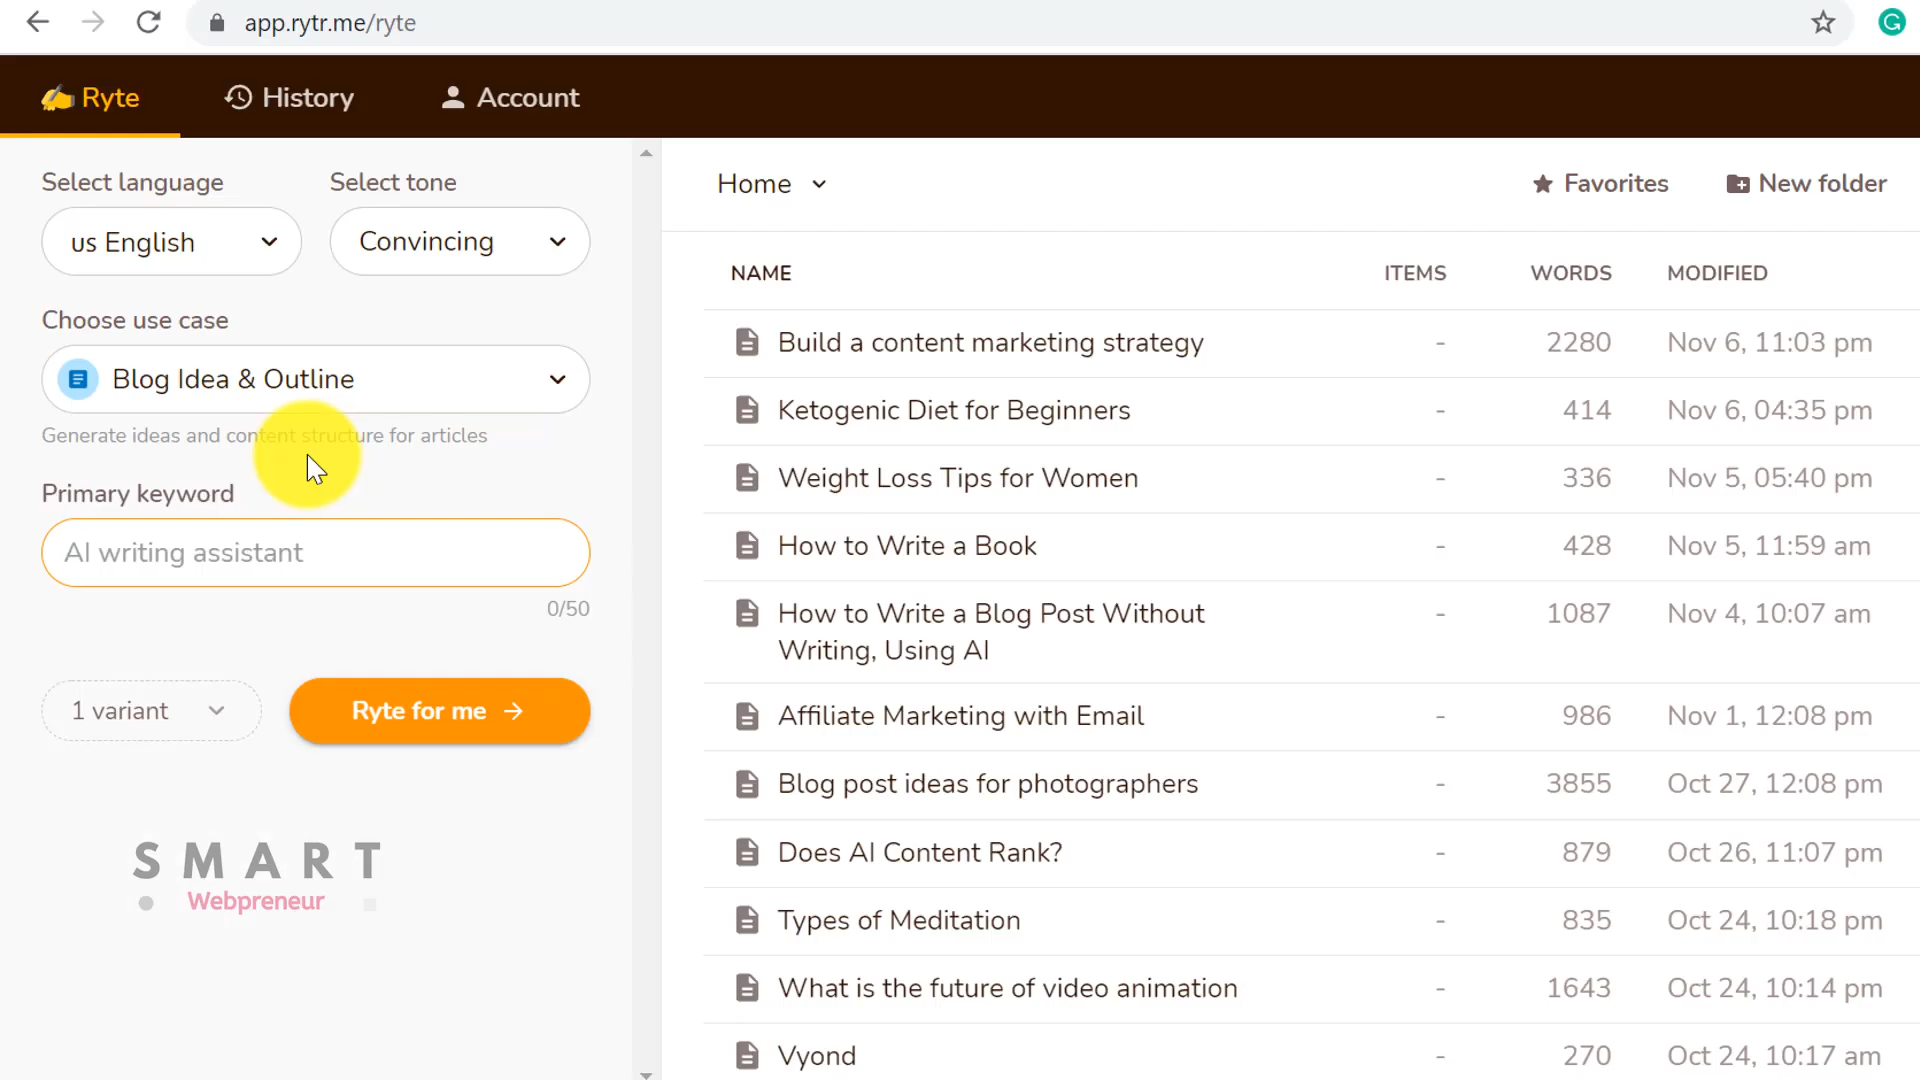 app.rytr.me/ryte
Ryte History Account
Select language Select tone
us English Convincing
Choose use case
Blog Idea & Outline
Generate ideas and content structure for articles
Primary keyword
AI writing assistant
0/50
1 variant Ryte for me →
SMART
Webpreneur
Home Favorites New folder
NAME ITEMS WORDS MODIFIED
Build a content marketing strategy - 2280 Nov 6, 11:03 pm
Ketogenic Diet for Beginners - 414 Nov 6, 04:35 pm
Weight Loss Tips for Women - 336 Nov 5, 05:40 pm
How to Write a Book - 428 Nov 5, 11:59 am
How to Write a Blog Post Without - 1087 Nov 4, 10:07 am
Writing, Using AI
Affiliate Marketing with Email - 986 Nov 1, 12:08 pm
Blog post ideas for photographers - 3855 Oct 27, 12:08 pm
Does AI Content Rank? - 879 Oct 26, 11:07 pm
Types of Meditation - 835 Oct 24, 10:18 pm
What is the future of video animation - 1643 Oct 24, 10:14 pm
Vyond - 270 Oct 24, 10:17 am